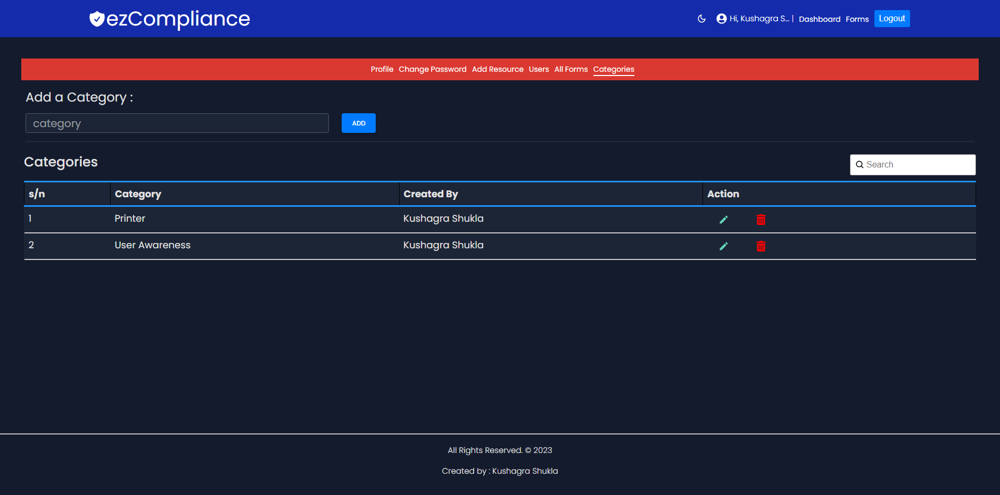 ezCompliance
Hi, Kushagra S... | Dashboard Forms Logout
Profile Change Password Add Resource Users All Forms Categories
Add a Category :
category ADD
Categories
Search
s/n Category Created By Action
1 Printer Kushagra Shukla
2 User Awareness Kushagra Shukla
All Rights Reserved. © 2023
Created by : Kushagra Shukla